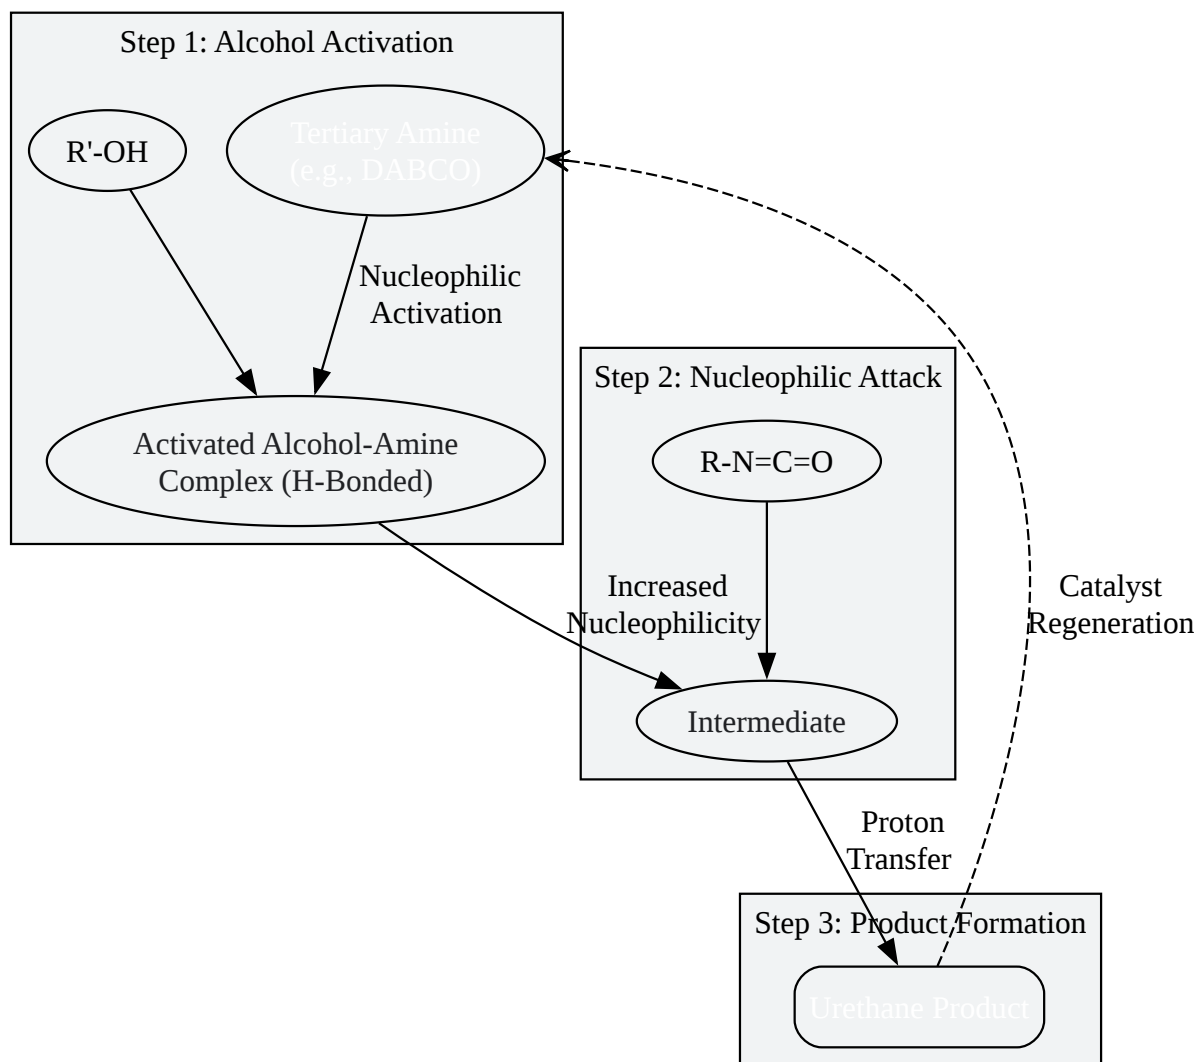 Step 1: Alcohol Activation
R'-OH
Tertiary Amine
(e.g., DABCO)
Nucleophilic
Activation
Activated Alcohol-Amine
Complex (H-Bonded)
Step 2: Nucleophilic Attack
R-N=C=O
Increased
Nucleophilicity
Catalyst
Regeneration
Intermediate
Proton
Transfer
Step 3: Product Formation
Urethane Product